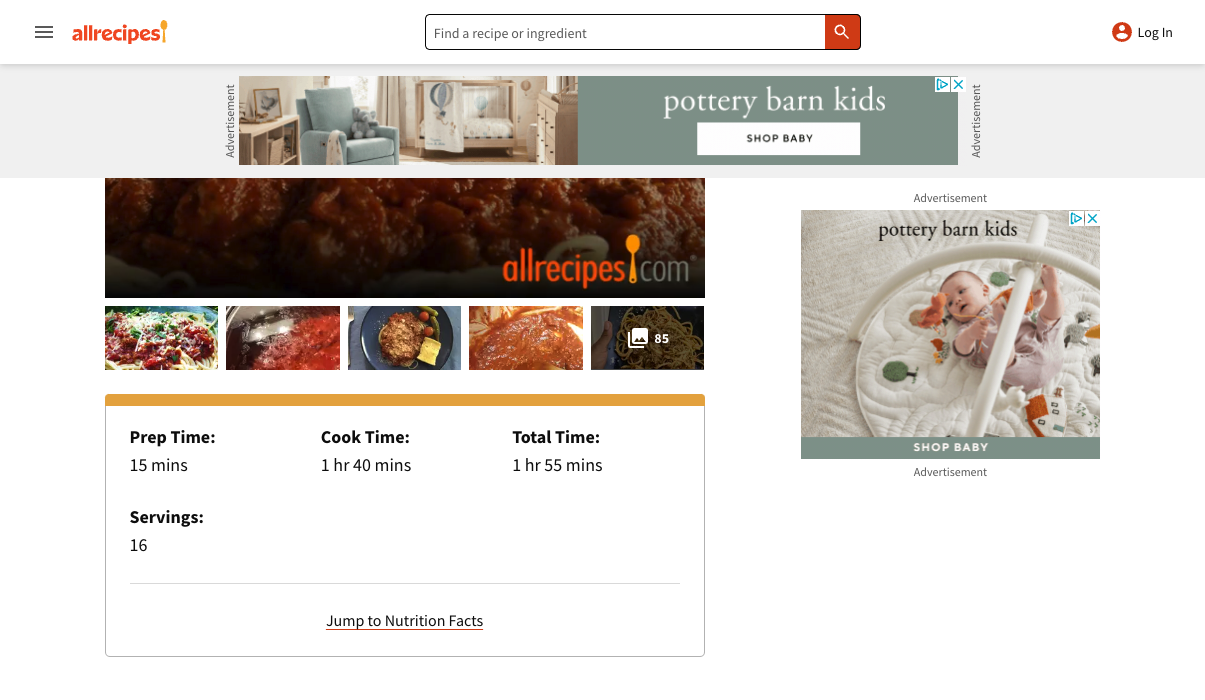 allrecipes
Find a recipe or ingredient
Log In
Advertisement
pottery barn kids
SHOP BABY
Advertisement
allrecipes.com
85
Prep Time:
15 mins
Cook Time:
1 hr 40 mins
Total Time:
1 hr 55 mins
Servings:
16
Jump to Nutrition Facts
Advertisement
pottery barn kids
SHOP BABY
Advertisement